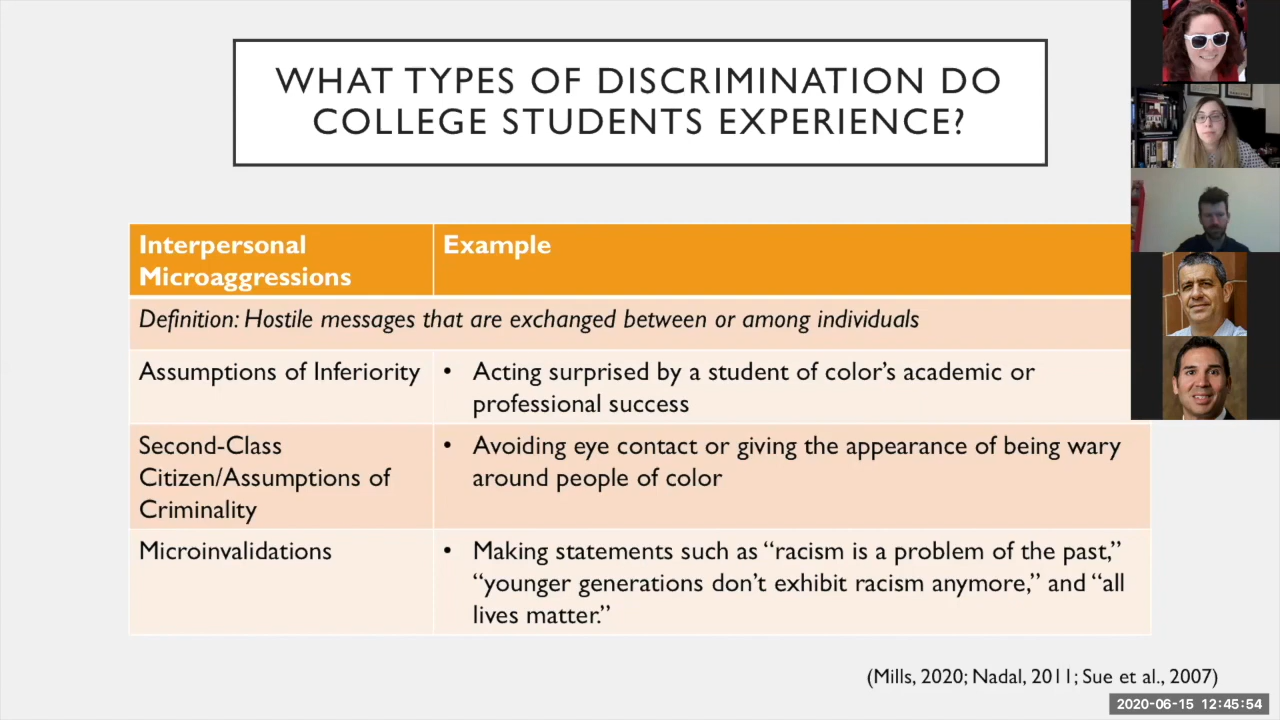 WHAT TYPES OF DISCRIMINATION DO
COLLEGE STUDENTS EXPERIENCE?
Interpersonal
Microaggressions
Example
Definition: Hostile messages that are exchanged between or among individuals
Assumptions of Inferiority
• Acting surprised by a student of color’s academic or
professional success
Second-Class
Citizen/Assumptions of
Criminality
• Avoiding eye contact or giving the appearance of being wary
around people of color
Microinvalidations
• Making statements such as “racism is a problem of the past,”
“younger generations don’t exhibit racism anymore,” and “all
lives matter.”
(Mills, 2020; Nadal, 2011; Sue et al., 2007)
2020-06-15 12:45:54